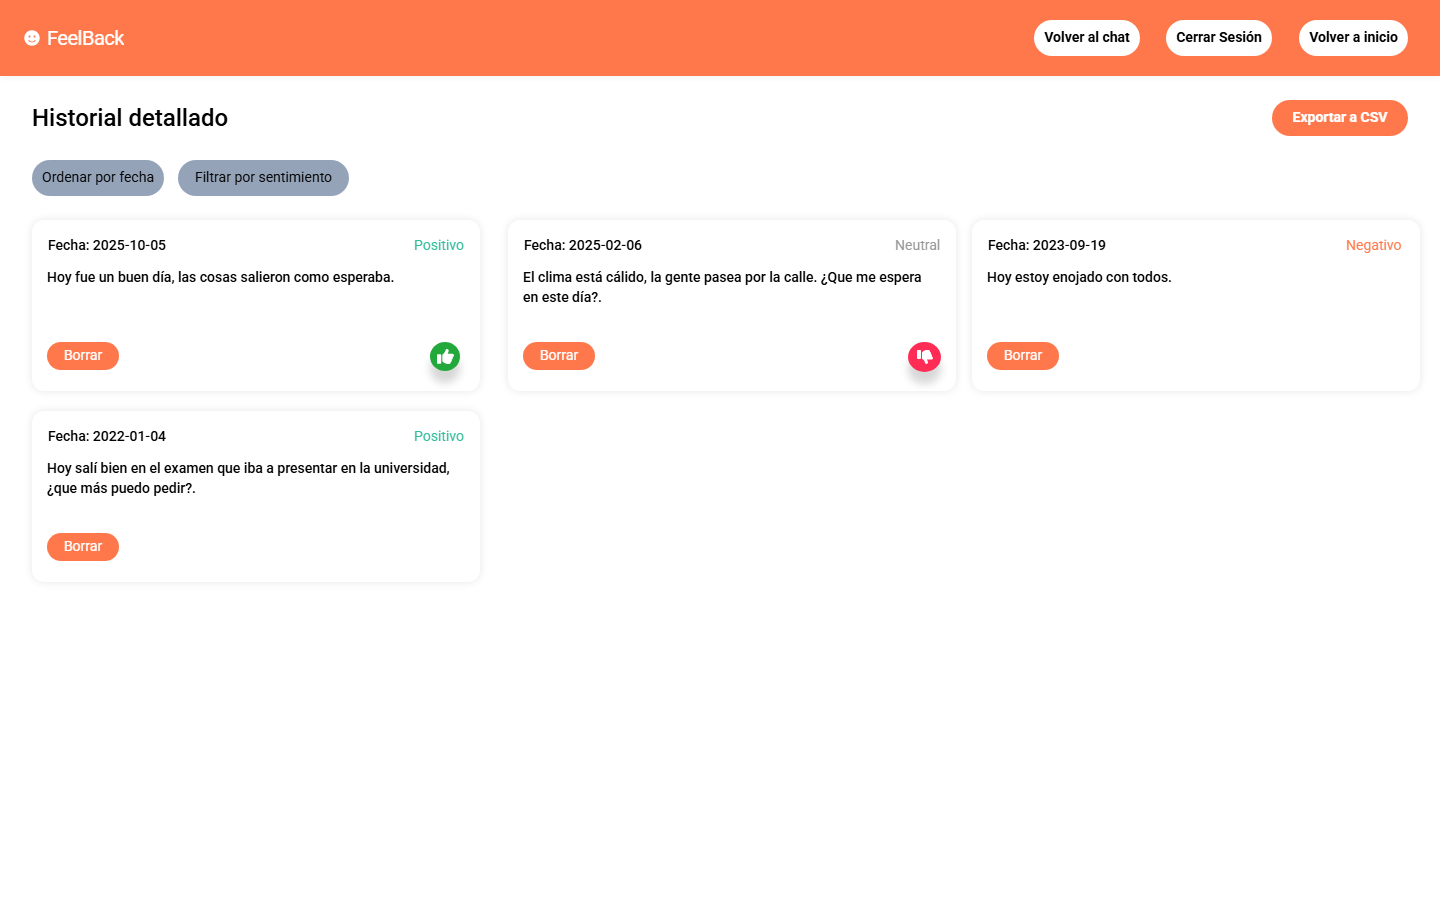 FeelBack
Volver al chat
Cerrar Sesión
Volver a inicio
Historial detallado
Exportar a CSV
Ordenar por fecha
Filtrar por sentimiento
Fecha: 2025-10-05
Positivo
Hoy fue un buen día, las cosas salieron como esperaba.
Borrar
Fecha: 2025-02-06
Neutral
El clima está cálido, la gente pasea por la calle. ¿Que me espera
en este día?.
Borrar
Fecha: 2023-09-19
Negativo
Hoy estoy enojado con todos.
Borrar
Fecha: 2022-01-04
Positivo
Hoy salí bien en el examen que iba a presentar en la universidad,
¿que más puedo pedir?.
Borrar